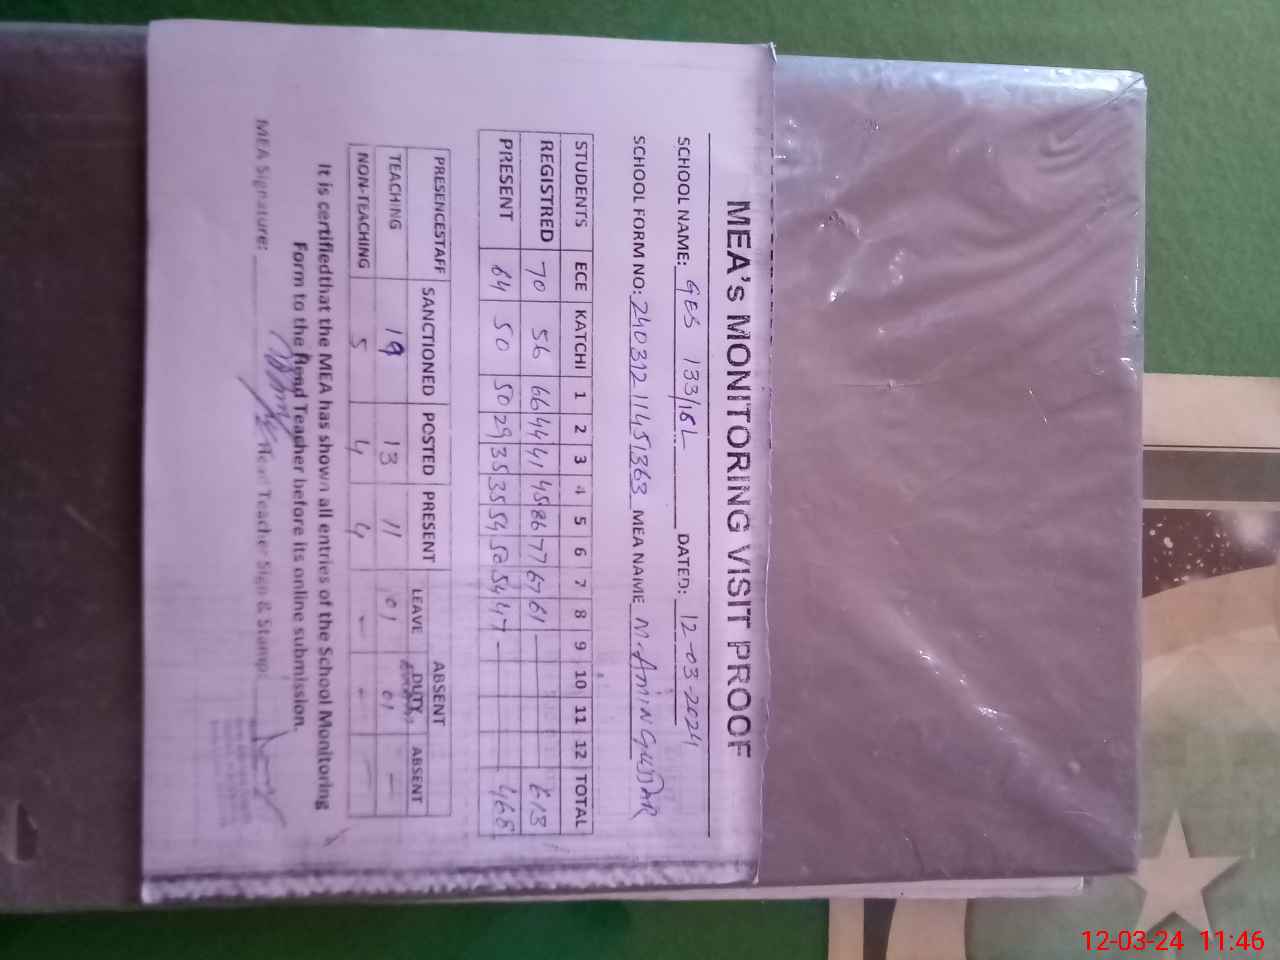 MEA's MONITORING VISIT PROOF
SCHOOL NAME: GES 133/16L DATED: 12-03-2024
SCHOOL FORM NO: 240312 11451363 MEA NAME M. AMIN GUJJAR
STUDENTS ECE KATCHI 1 2 3 4 5 6 7 8 9 10 11 12 TOTAL
REGISTRED 70 56 66 44 41 45 86 77 67 61 - 613
PRESENT 64 50 50 29 35 35 54 50 54 47 - 468
PRESENCESTAFF SANCTIONED POSTED PRESENT ABSENT
LEAVE DUTY ABSENT
TEACHING 19 13 11 01 01 -
NON-TEACHING 5 4 4 - - -
It is certifiedthat the MEA has shown all entries of the School Monitoring
Form to the Head Teacher before its online submission.
MEA Signature: Head Teacher Sign & Stamp:
12-03-24 11:46